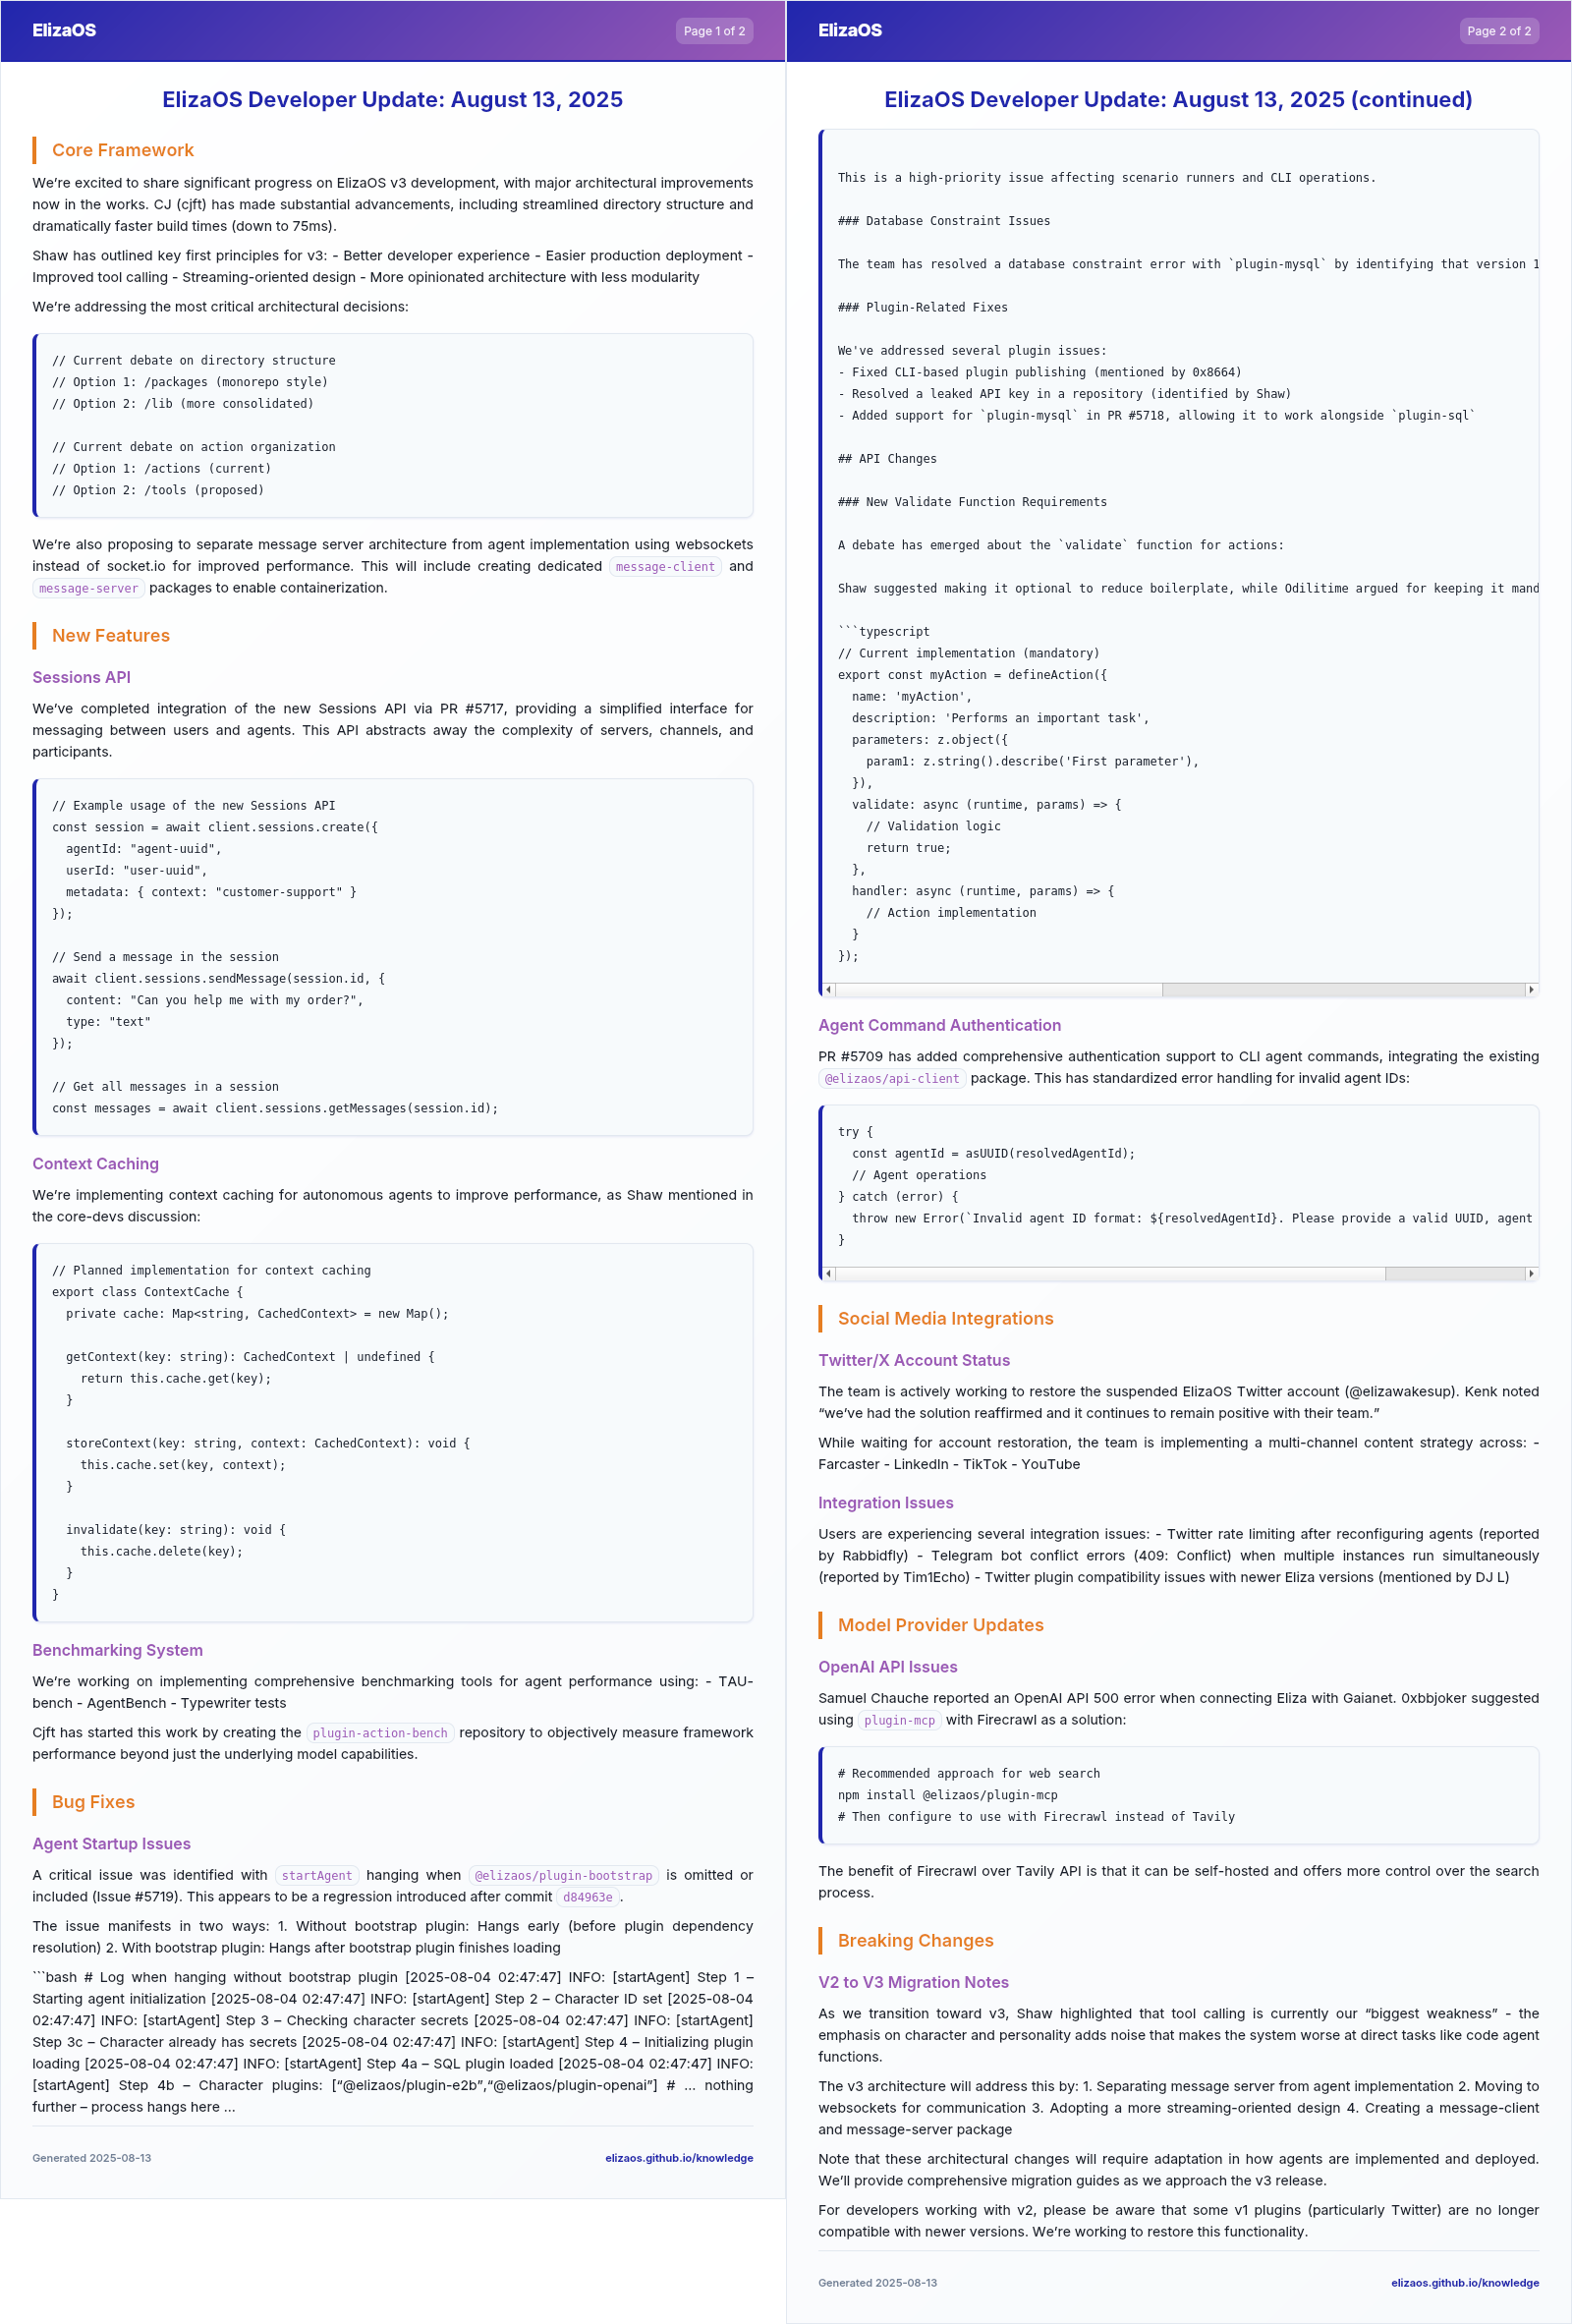 ElizaOS
Page 1 of 2
ElizaOS Developer Update: August 13, 2025
Core Framework
We’re excited to share significant progress on ElizaOS v3 development, with major architectural improvements
now in the works. CJ (cjft) has made substantial advancements, including streamlined directory structure and
dramatically faster build times (down to 75ms).
Shaw has outlined key first principles for v3: - Better developer experience - Easier production deployment -
Improved tool calling - Streaming-oriented design - More opinionated architecture with less modularity
We’re addressing the most critical architectural decisions:
// Current debate on directory structure
// Option 1: /packages (monorepo style)
// Option 2: /lib (more consolidated)
// Current debate on action organization
// Option 1: /actions (current)
// Option 2: /tools (proposed)
We’re also proposing to separate message server architecture from agent implementation using websockets
instead of socket.io for improved performance. This will include creating dedicated message-client and
message-server packages to enable containerization.
New Features
Sessions API
We’ve completed integration of the new Sessions API via PR #5717, providing a simplified interface for
messaging between users and agents. This API abstracts away the complexity of servers, channels, and
participants.
// Example usage of the new Sessions API
const session = await client.sessions.create({
  agentId: "agent-uuid",
  userId: "user-uuid",
  metadata: { context: "customer-support" }
});
// Send a message in the session
await client.sessions.sendMessage(session.id, {
  content: "Can you help me with my order?",
  type: "text"
});
// Get all messages in a session
const messages = await client.sessions.getMessages(session.id);
Context Caching
We’re implementing context caching for autonomous agents to improve performance, as Shaw mentioned in
the core-devs discussion:
// Planned implementation for context caching
export class ContextCache {
  private cache: Map<string, CachedContext> = new Map();
  getContext(key: string): CachedContext | undefined {
    return this.cache.get(key);
  }
  storeContext(key: string, context: CachedContext): void {
    this.cache.set(key, context);
  }
  invalidate(key: string): void {
    this.cache.delete(key);
  }
}
Benchmarking System
We’re working on implementing comprehensive benchmarking tools for agent performance using: - TAU-
bench - AgentBench - Typewriter tests
Cjft has started this work by creating the plugin-action-bench repository to objectively measure framework
performance beyond just the underlying model capabilities.
Bug Fixes
Agent Startup Issues
A critical issue was identified with startAgent hanging when @elizaos/plugin-bootstrap is omitted or
included (Issue #5719). This appears to be a regression introduced after commit d84963e.
The issue manifests in two ways: 1. Without bootstrap plugin: Hangs early (before plugin dependency
resolution) 2. With bootstrap plugin: Hangs after bootstrap plugin finishes loading
```bash # Log when hanging without bootstrap plugin [2025-08-04 02:47:47] INFO: [startAgent] Step 1 –
Starting agent initialization [2025-08-04 02:47:47] INFO: [startAgent] Step 2 – Character ID set [2025-08-04
02:47:47] INFO: [startAgent] Step 3 – Checking character secrets [2025-08-04 02:47:47] INFO: [startAgent]
Step 3c – Character already has secrets [2025-08-04 02:47:47] INFO: [startAgent] Step 4 – Initializing plugin
loading [2025-08-04 02:47:47] INFO: [startAgent] Step 4a – SQL plugin loaded [2025-08-04 02:47:47] INFO:
[startAgent] Step 4b – Character plugins: [“@elizaos/plugin-e2b”,“@elizaos/plugin-openai”] # … nothing
further – process hangs here …
Generated 2025-08-13
elizaos.github.io/knowledge
ElizaOS
Page 2 of 2
ElizaOS Developer Update: August 13, 2025 (continued)
This is a high-priority issue affecting scenario runners and CLI operations.
### Database Constraint Issues
The team has resolved a database constraint error with `plugin-mysql` by identifying that version 1
### Plugin-Related Fixes
We've addressed several plugin issues:
- Fixed CLI-based plugin publishing (mentioned by 0x8664)
- Resolved a leaked API key in a repository (identified by Shaw)
- Added support for `plugin-mysql` in PR #5718, allowing it to work alongside `plugin-sql`
## API Changes
### New Validate Function Requirements
A debate has emerged about the `validate` function for actions:
Shaw suggested making it optional to reduce boilerplate, while Odilitime argued for keeping it mand
```typescript
// Current implementation (mandatory)
export const myAction = defineAction({
  name: 'myAction',
  description: 'Performs an important task',
  parameters: z.object({
    param1: z.string().describe('First parameter'),
  }),
  validate: async (runtime, params) => {
    // Validation logic
    return true;
  },
  handler: async (runtime, params) => {
    // Action implementation
  }
});
Agent Command Authentication
PR #5709 has added comprehensive authentication support to CLI agent commands, integrating the existing
@elizaos/api-client package. This has standardized error handling for invalid agent IDs:
try {
  const agentId = asUUID(resolvedAgentId);
  // Agent operations
} catch (error) {
  throw new Error(`Invalid agent ID format: ${resolvedAgentId}. Please provide a valid UUID, agent
}
Social Media Integrations
Twitter/X Account Status
The team is actively working to restore the suspended ElizaOS Twitter account (@elizawakesup). Kenk noted
“we’ve had the solution reaffirmed and it continues to remain positive with their team.”
While waiting for account restoration, the team is implementing a multi-channel content strategy across: -
Farcaster - LinkedIn - TikTok - YouTube
Integration Issues
Users are experiencing several integration issues: - Twitter rate limiting after reconfiguring agents (reported
by Rabbidfly) - Telegram bot conflict errors (409: Conflict) when multiple instances run simultaneously
(reported by Tim1Echo) - Twitter plugin compatibility issues with newer Eliza versions (mentioned by DJ L)
Model Provider Updates
OpenAI API Issues
Samuel Chauche reported an OpenAI API 500 error when connecting Eliza with Gaianet. 0xbbjoker suggested
using plugin-mcp with Firecrawl as a solution:
# Recommended approach for web search
npm install @elizaos/plugin-mcp
# Then configure to use with Firecrawl instead of Tavily
The benefit of Firecrawl over Tavily API is that it can be self-hosted and offers more control over the search
process.
Breaking Changes
V2 to V3 Migration Notes
As we transition toward v3, Shaw highlighted that tool calling is currently our “biggest weakness” - the
emphasis on character and personality adds noise that makes the system worse at direct tasks like code agent
functions.
The v3 architecture will address this by: 1. Separating message server from agent implementation 2. Moving to
websockets for communication 3. Adopting a more streaming-oriented design 4. Creating a message-client
and message-server package
Note that these architectural changes will require adaptation in how agents are implemented and deployed.
We’ll provide comprehensive migration guides as we approach the v3 release.
For developers working with v2, please be aware that some v1 plugins (particularly Twitter) are no longer
compatible with newer versions. We’re working to restore this functionality.
Generated 2025-08-13
elizaos.github.io/knowledge